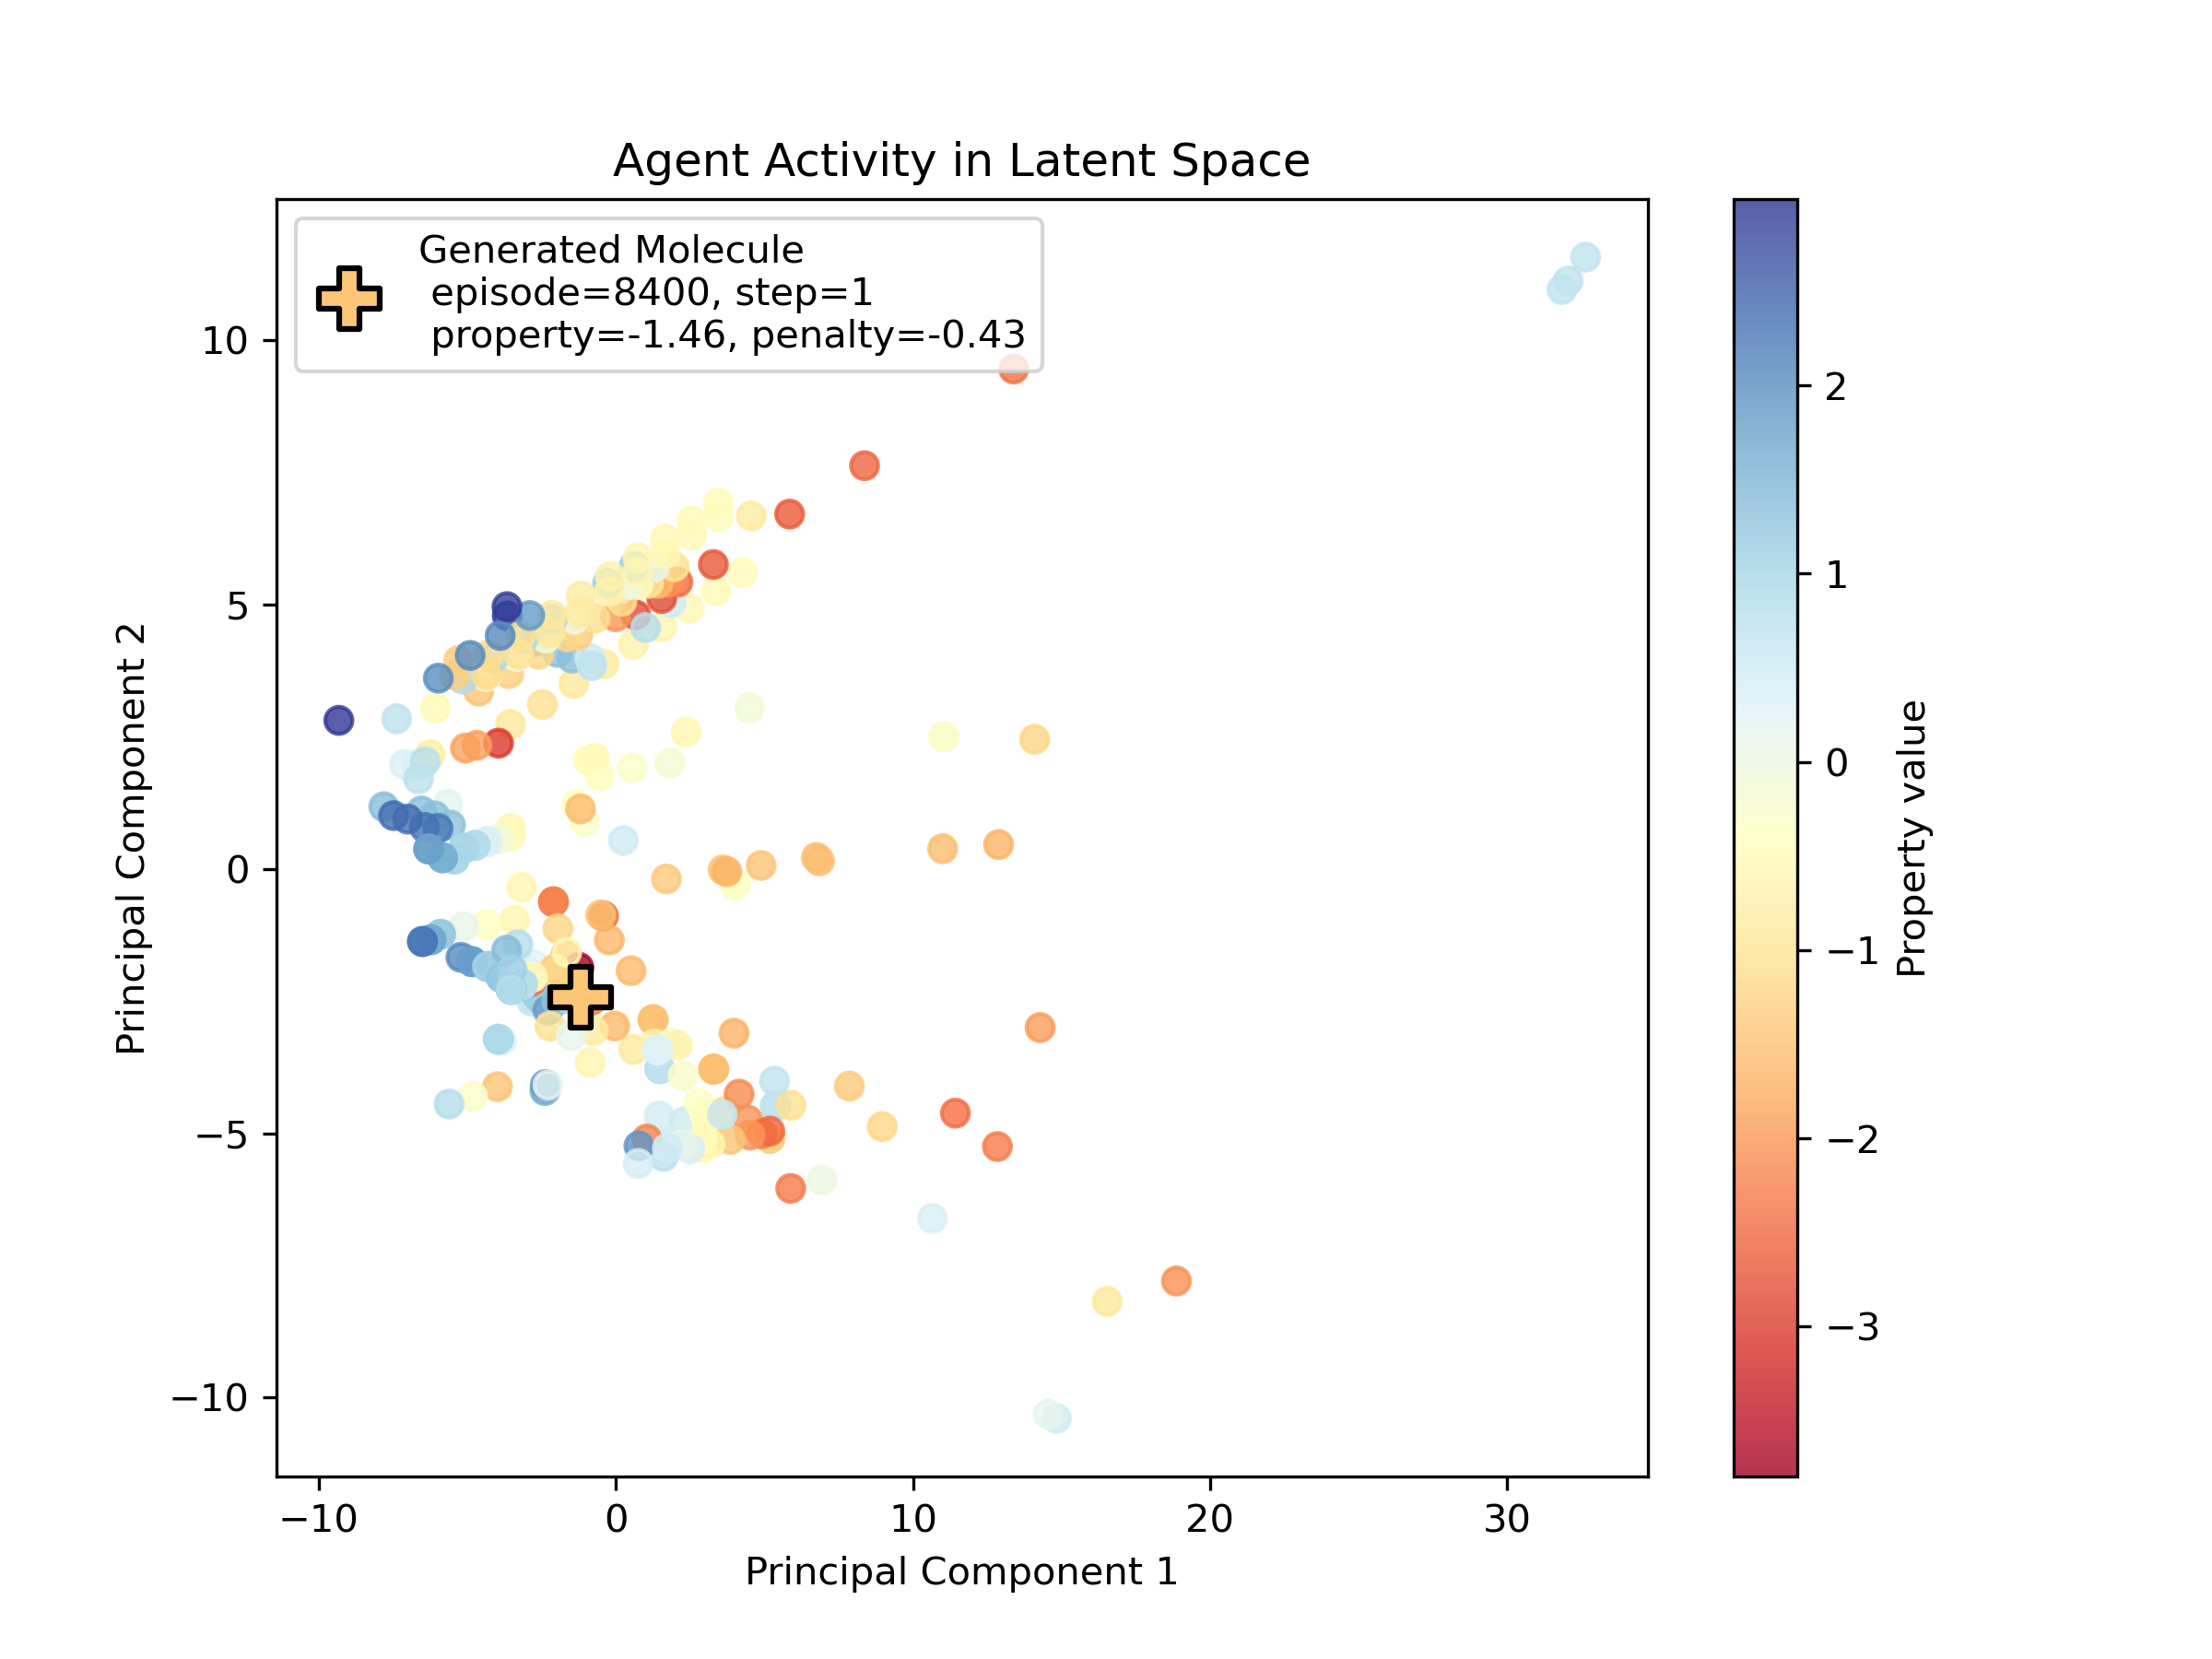 Agent Activity in Latent Space
Generated Molecule
episode=8400, step=1
property=-1.46, penalty=-0.43
10
5
0
−5
−10
Principal Component 2
−10
0
10
20
30
Principal Component 1
2
1
0
−1
−2
−3
Property value